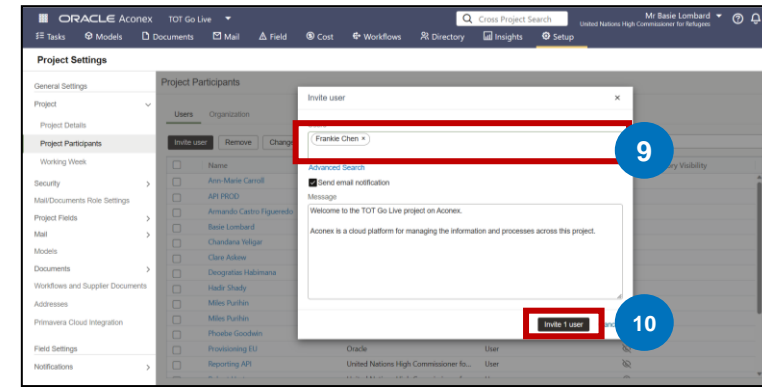 ORACLE Aconex TOT Go Live Cross Project Search Mr Basie Lombard
United Nations High Commissioner for Refugees
Tasks Models Documents Mail Field Cost Workflows Directory Insights Setup
Project Settings
General Settings
Project
Project Details
Project Participants
Working Week
Security
Mail/Documents Role Settings
Project Fields
Mail
Models
Documents
Workflows and Supplier Documents
Addresses
Primavera Cloud Integration
Field Settings
Notifications
Project Participants
Users Organization
Invite user Remove Change
Name
Ann-Marie Carroll
API PROD
Armando Castro Figueredo
Basie Lombard
Chandana Yeligar
Clare Askew
Deogratias Habimana
Hadir Shady
Miles Purihin
Miles Purihin
Phoebe Goodwin
Provisioning EU Oracle User
Reporting API United Nations High Commissioner fo... User
Visibility
Invite user ×
Frankie Chen ×
9
Advanced Search
Send email notification
Message
Welcome to the TOT Go Live project on Aconex.
Aconex is a cloud platform for managing the information and processes across this project.
Invite 1 user
10